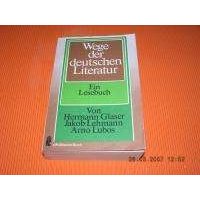 Wege
der
deutschen
Literatur
Ein
Lesebuch
Von
Hermann Glaser
Jakob Lehmann
Arno Lubos